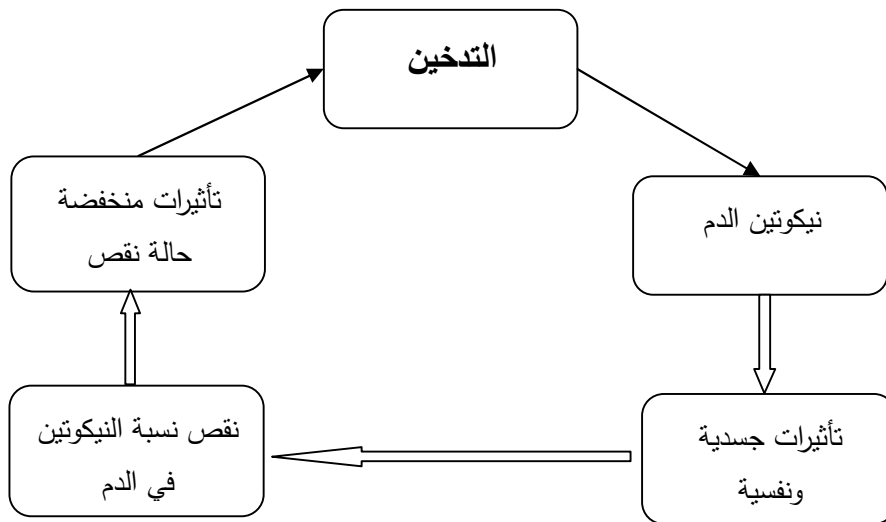 التدخين
نيكوتين الدم
تأثيرات جسدية
ونفسية
نقص نسبة النيكوتين
في الدم
تأثيرات منخفضة
حالة نقص